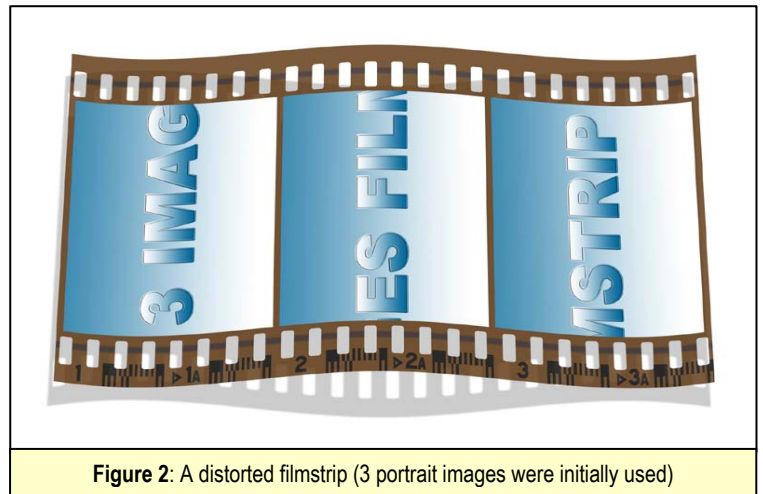 3 IMAG
ES FILM
MSTRIP
1 ▷1A 2 ▷2A 3 ▷3A
Figure 2: A distorted filmstrip (3 portrait images were initially used)